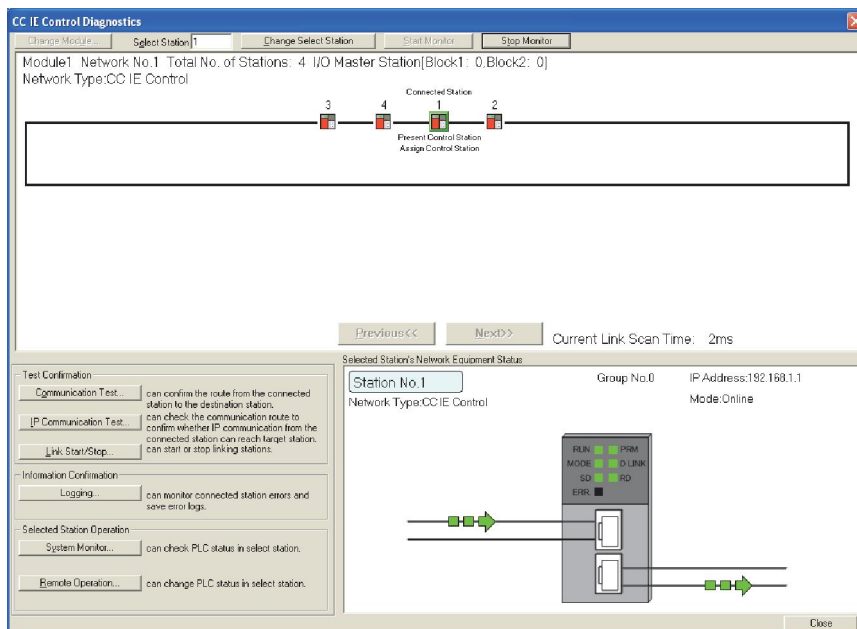 CC IE Control Diagnostics
Change Module...
Select Station 1
Change Select Station
Start Monitor
Stop Monitor
Module1 Network No.1 Total No. of Stations: 4 I/O Master Station[Block1: 0,Block2: 0]
Network Type:CC IE Control
Connected Station
3 4 1 2
Present Control Station
Assign Control Station
Previous<<
Next>>
Current Link Scan Time: 2ms
Test Confirmation
Communication Test...
can confirm the route from the connected
station to the destination station.
IP Communication Test...
can check the communication route to
confirm whether IP communication from the
connected station can reach target station.
Link Start/Stop...
can start or stop linking stations.
Information Confirmation
Logging...
can monitor connected station errors and
save error logs.
Selected Station Operation
System Monitor...
can check PLC status in select station.
Remote Operation...
can change PLC status in select station.
Selected Station's Network Equipment Status
Station No.1
Group No.0
IP Address:192.168.1.1
Network Type:CC IE Control
Mode:Online
RUN PRM
MODE D LINK
SD RD
ERR.
Close